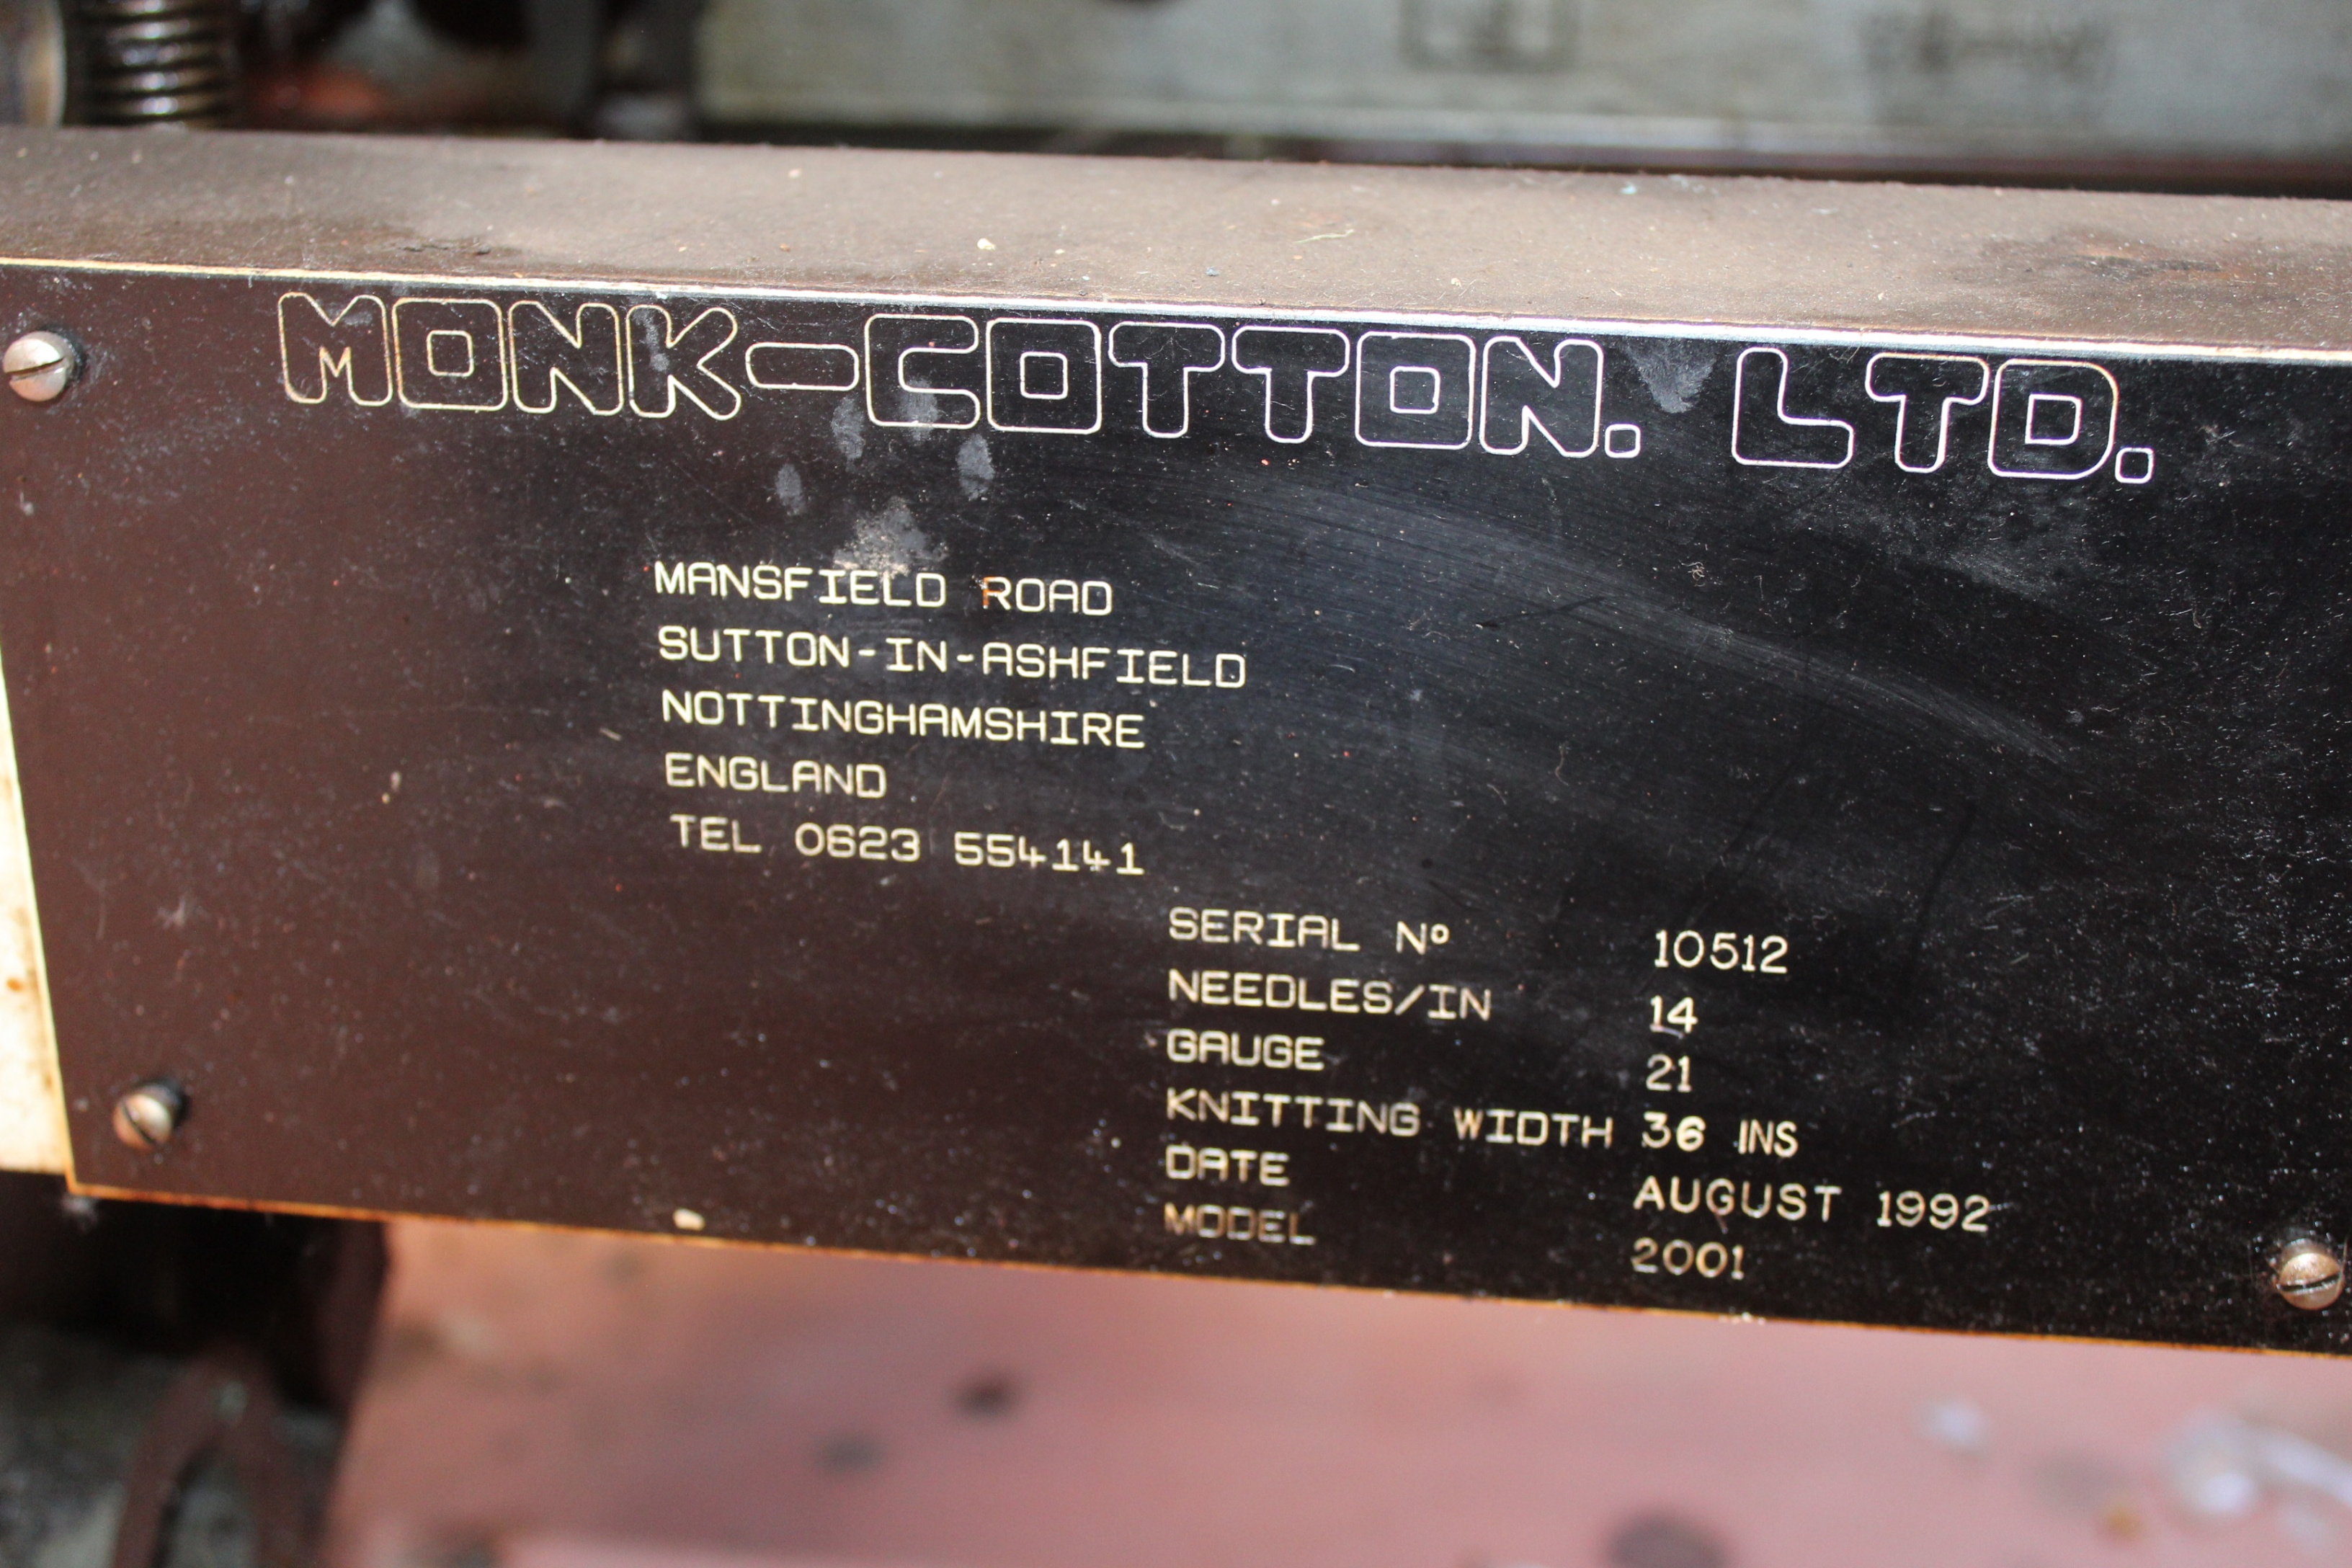 MONK-COTTON. LTD.
MANSFIELD ROAD
SUTTON-IN-ASHFIELD
NOTTINGHAMSHIRE
ENGLAND
TEL 0623 554141
SERIAL Nº 10512
NEEDLES/IN 14
GAUGE 21
KNITTING WIDTH 36 INS
DATE AUGUST 1992
MODEL 2001